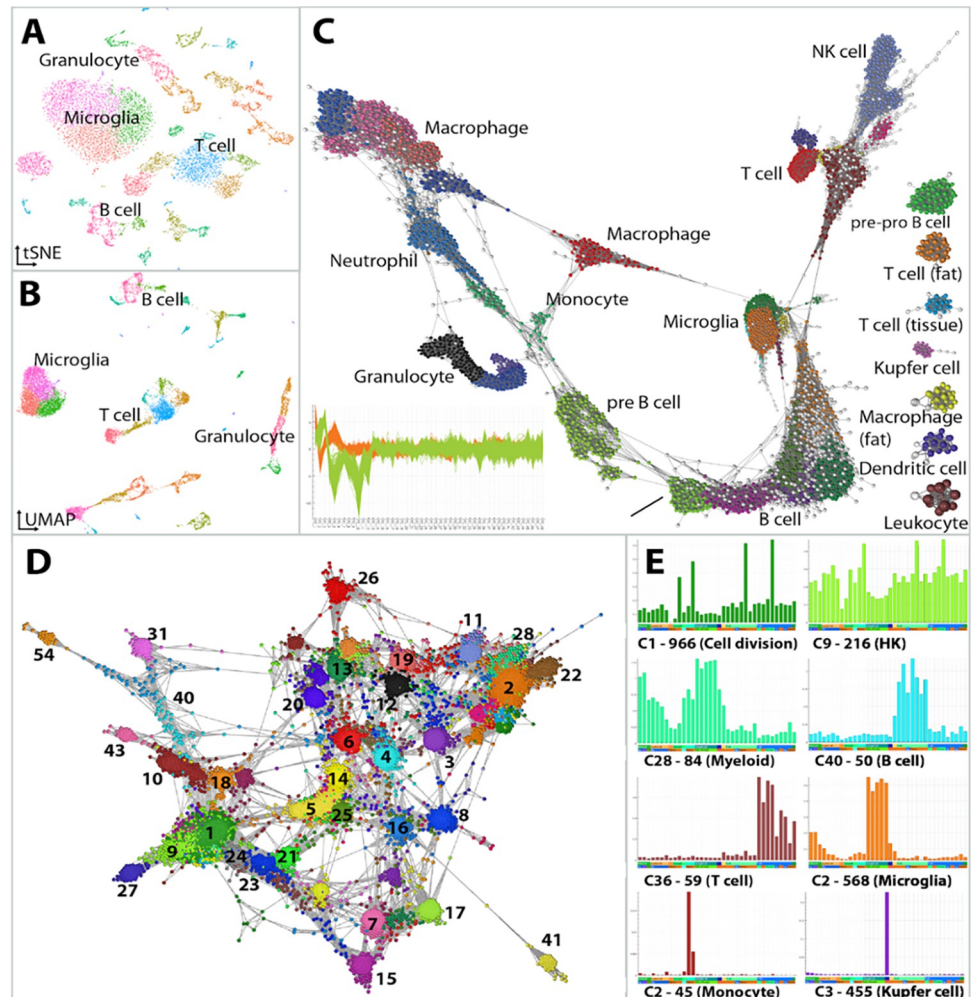 A
Granulocyte
Microglia
T cell
B cell
tSNE
B
B cell
Microglia
T cell
Granulocyte
UMAP
C
NK cell
Macrophage
T cell
pre-pro B cell
Macrophage
Neutrophil
T cell (fat)
Monocyte
T cell (tissue)
Microglia
Kupfer cell
Granulocyte
pre B cell
Macrophage
(fat)
Dendritic cell
B cell
Leukocyte
D
26
54
31
11
28
13
19
22
20
12
2
40
43
6
4
3
10
18
14
5
25
8
1
16
9
24
21
27
23
7
17
41
15
E
C1 - 966 (Cell division)
C9 - 216 (HK)
C28 - 84 (Myeloid)
C40 - 50 (B cell)
C36 - 59 (T cell)
C2 - 568 (Microglia)
C2 - 45 (Monocyte)
C3 - 455 (Kupfer cell)